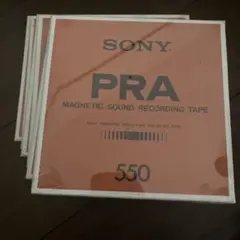 SONY
PRA
MAGNETIC SOUND RECORDING TAPE
550